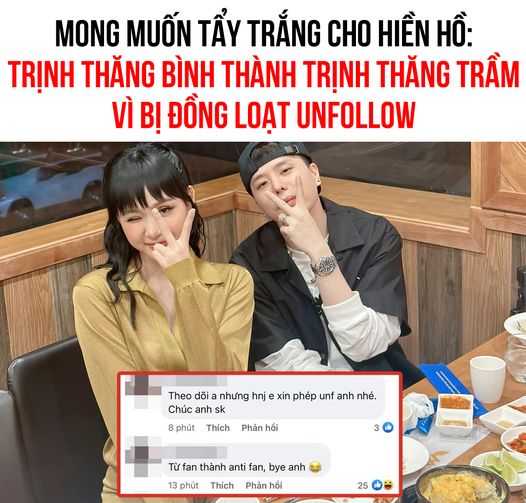 MONG MUỐN TẨY TRẮNG CHO HIỀN HỒ:
TRỊNH THĂNG BÌNH THÀNH TRỊNH THĂNG TRẦM
VÌ BỊ ĐỒNG LOẠT UNFOLLOW
Theo dõi a nhưng hnj e xin phép unf anh nhé.
Chúc anh sk
8 phút Thích Phản hồi 3
Từ fan thành anti fan, bye anh
13 phút Thích Phản hồi 25